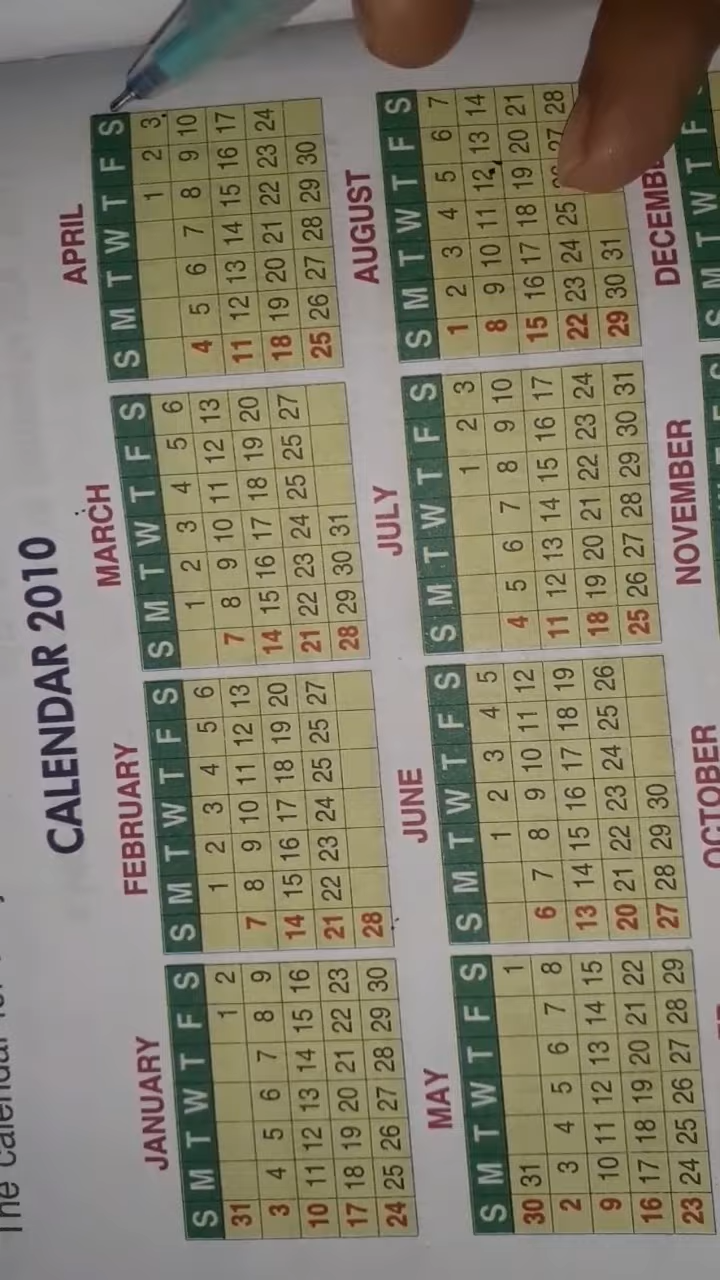 The calendar
CALENDAR 2010
JANUARY
S M T W T F S
31 1 2
3 4 5 6 7 8 9
10 11 12 13 14 15 16
17 18 19 20 21 22 23
24 25 26 27 28 29 30
FEBRUARY
S M T W T F S
1 2 3 4 5 6
7 8 9 10 11 12 13
14 15 16 17 18 19 20
21 22 23 24 25 25 27
28
MARCH
S M T W T F S
1 2 3 4 5 6
7 8 9 10 11 12 13
14 15 16 17 18 19 20
21 22 23 24 25 25 27
28 29 30 31
APRIL
S M T W T F S
1 2 3
4 5 6 7 8 9 10
11 12 13 14 15 16 17
18 19 20 21 22 23 24
25 26 27 28 29 30
MAY
S M T W T F S
30 31 1
2 3 4 5 6 7 8
9 10 11 12 13 14 15
16 17 18 19 20 21 22
23 24 25 26 27 28 29
JUNE
S M T W T F S
1 2 3 4 5
6 7 8 9 10 11 12
13 14 15 16 17 18 19
20 21 22 23 24 25 26
27 28 29 30
JULY
S M T W T F S
1 2 3
4 5 6 7 8 9 10
11 12 13 14 15 16 17
18 19 20 21 22 23 24
25 26 27 28 29 30 31
AUGUST
S M T W T F S
1 2 3 4 5 6 7
8 9 10 11 12 13 14
15 16 17 18 19 20 21
22 23 24 25 27 28
29 30 31
OCTOBER
NOVEMBER
DECEMBE
S M T W T F